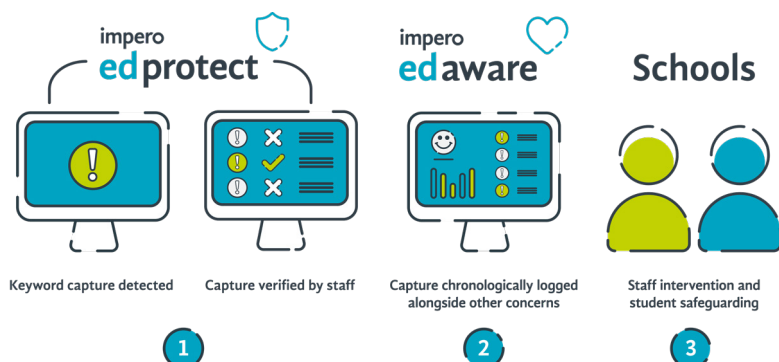 impero
edprotect
impero
edaware
Schools
Keyword capture detected
Capture verified by staff
Capture chronologically logged
alongside other concerns
Staff intervention and
student safeguarding
1
2
3